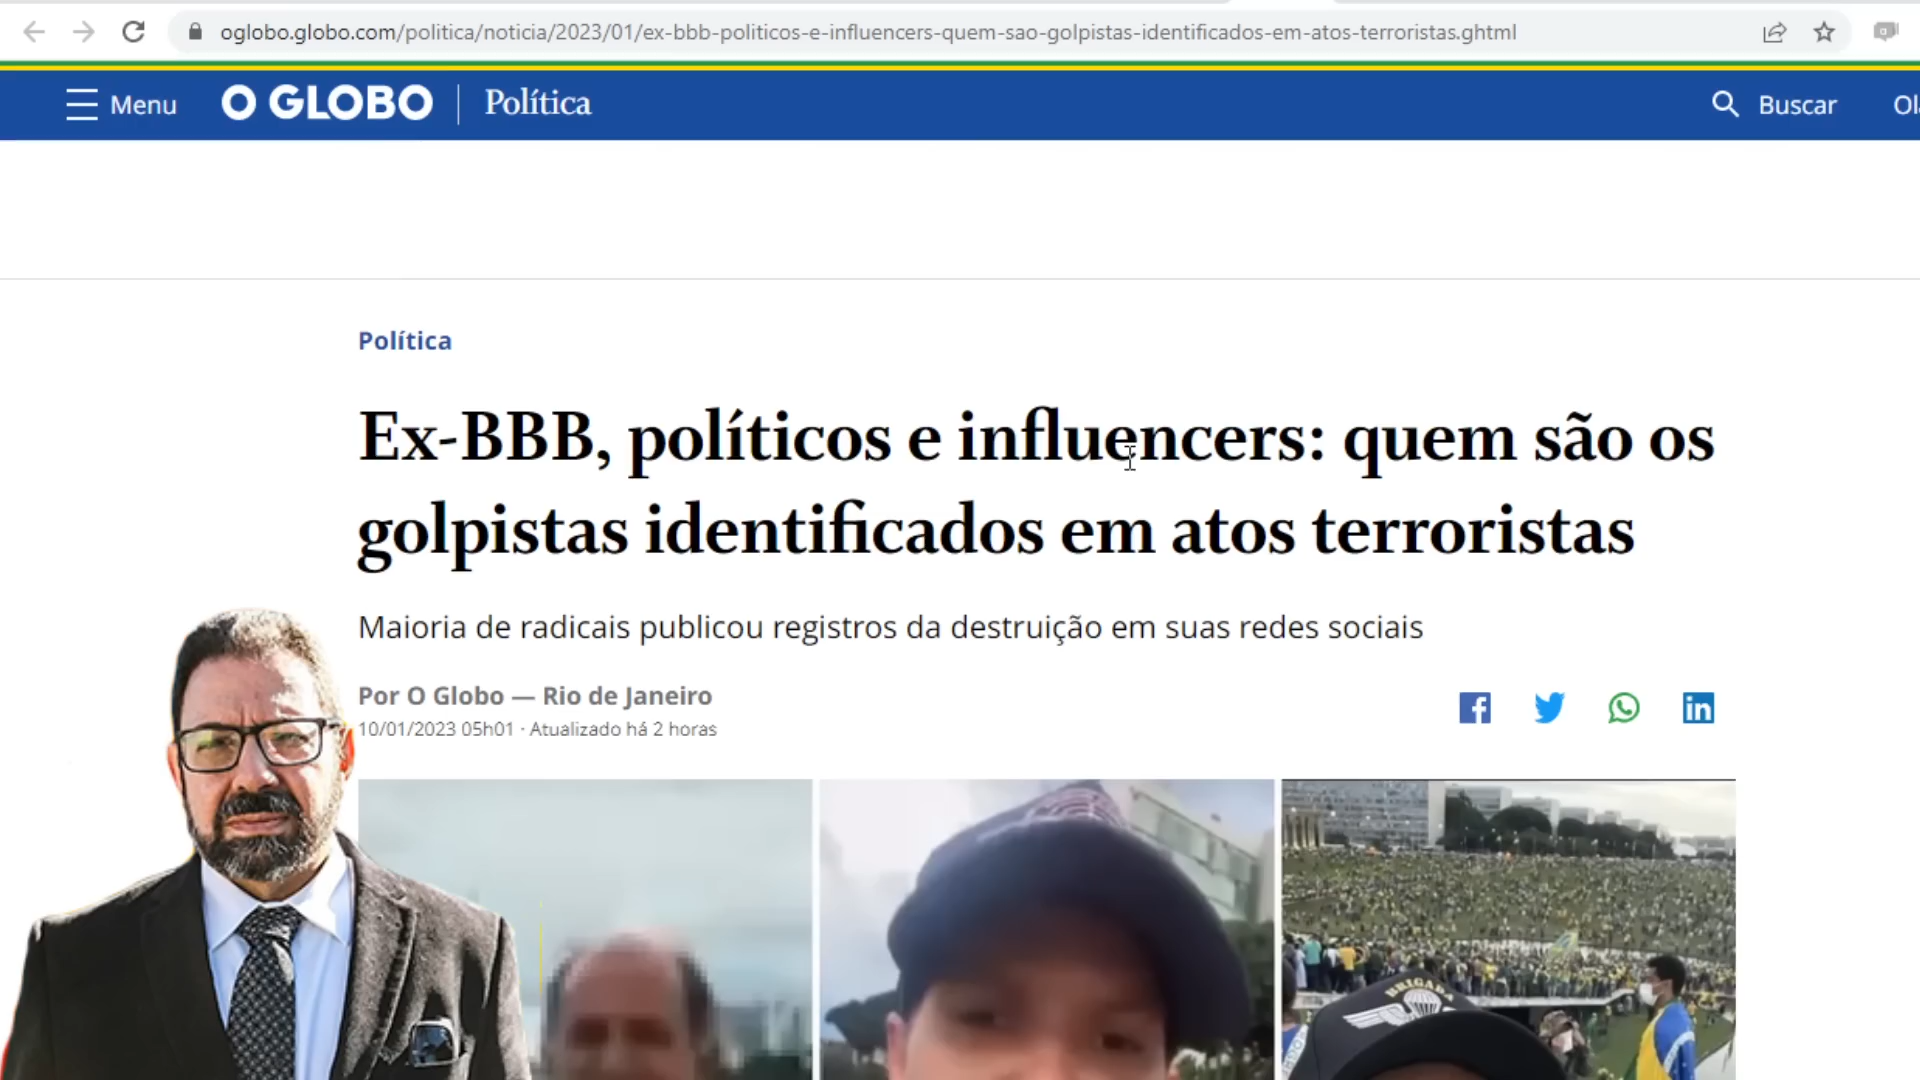 oglobo.globo.com/politica/noticia/2023/01/ex-bbb-politicos-e-influencers-quem-sao-golpistas-identificados-em-atos-terroristas.ghtml
Menu O GLOBO Política Buscar Ol
Política
Ex-BBB, políticos e influencers: quem são os
golpistas identificados em atos terroristas
Maioria de radicais publicou registros da destruição em suas redes sociais
Por O Globo — Rio de Janeiro
10/01/2023 05h01 · Atualizado há 2 horas
BRIGADA